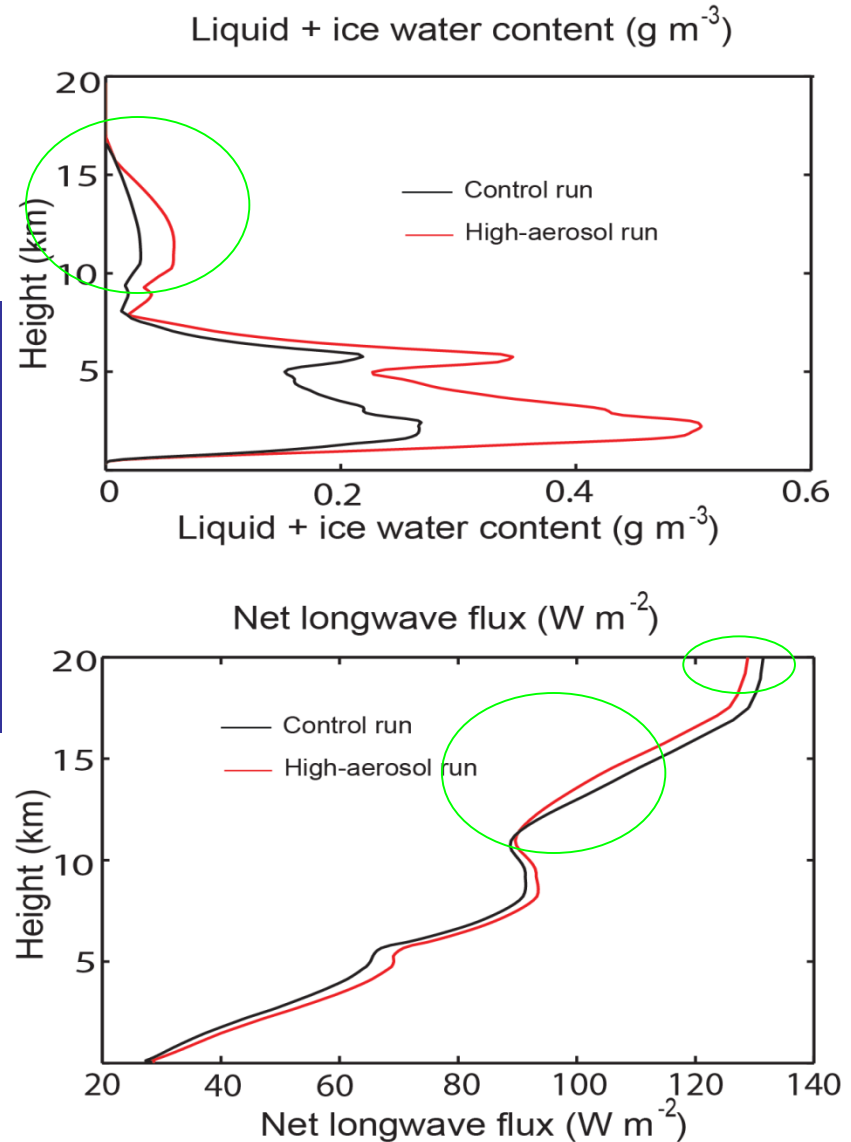 Liquid + ice water content (g m⁻³)
20
15
10
5
Height (km)
Control run
High-aerosol run
0 0.2 0.4 0.6
Liquid + ice water content (g m⁻³)
Net longwave flux (W m⁻²)
20
15
10
5
Height (km)
Control run
High-aerosol run
20 40 60 80 100 120 140
Net longwave flux (W m⁻²)